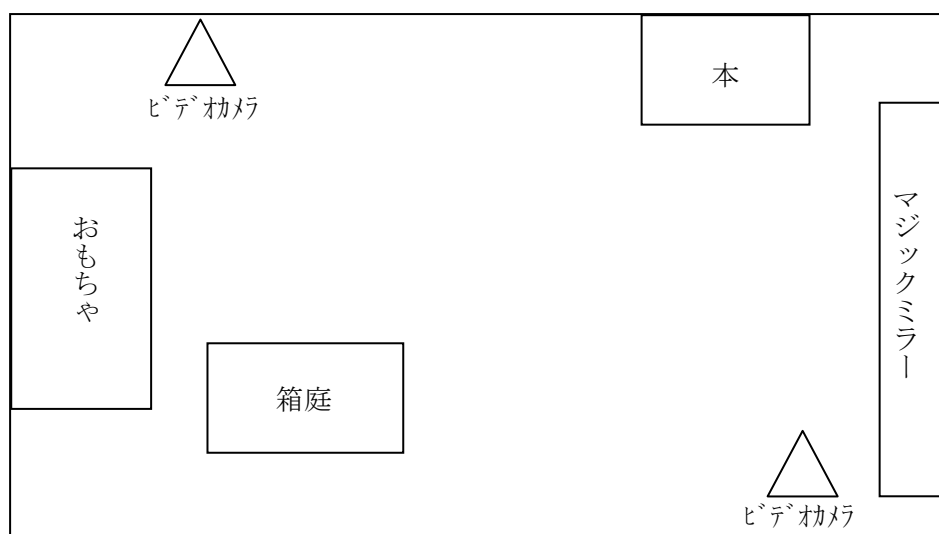 本
ﾋﾞﾃﾞｵｶﾒﾗ
マジックミラー
おもちゃ
箱庭
ﾋﾞﾃﾞｵｶﾒﾗ